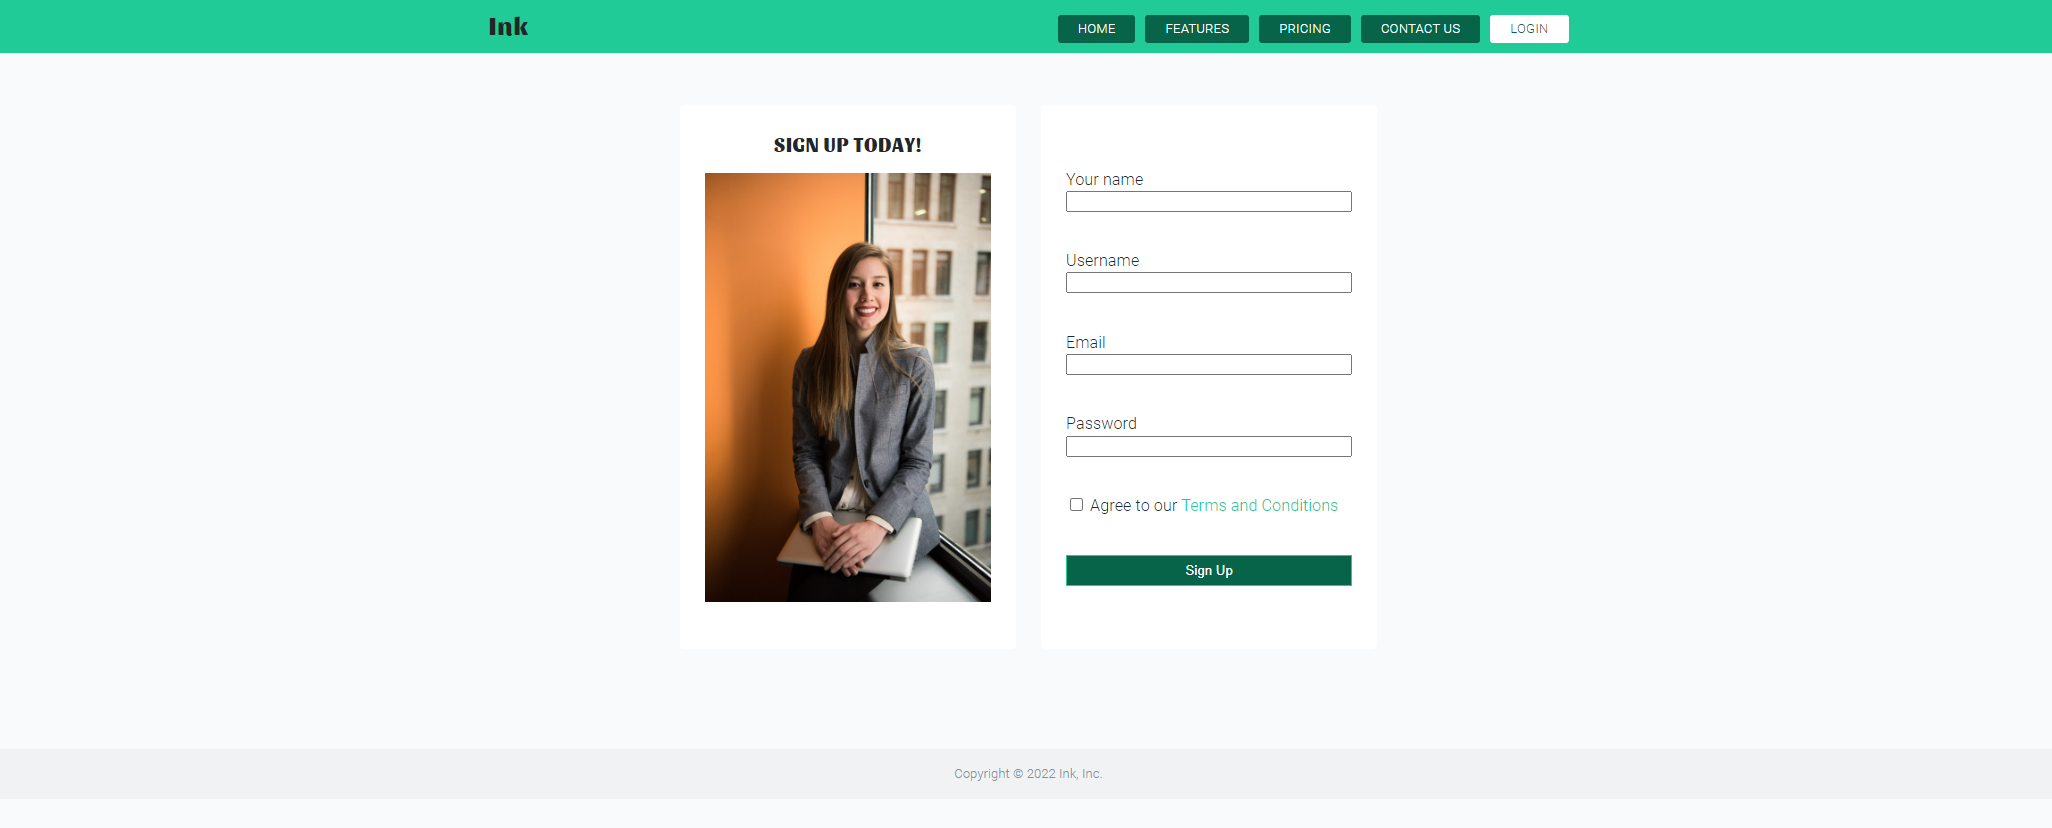 Ink
HOME
FEATURES
PRICING
CONTACT US
LOGIN
SIGN UP TODAY!
Your name
Username
Email
Password
Agree to our Terms and Conditions
Sign Up
Copyright © 2022 Ink, Inc.